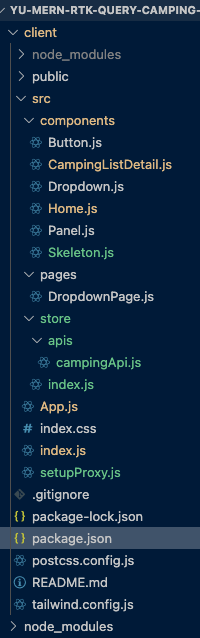 YU-MERN-RTK-QUERY-CAMPING-
client
node_modules
public
src
components
Button.js
CampingListDetail.js
Dropdown.js
Home.js
Panel.js
Skeleton.js
pages
DropdownPage.js
store
apis
campingApi.js
index.js
App.js
# index.css
index.js
setupProxy.js
.gitignore
{} package-lock.json
{} package.json
postcss.config.js
README.md
tailwind.config.js
node_modules